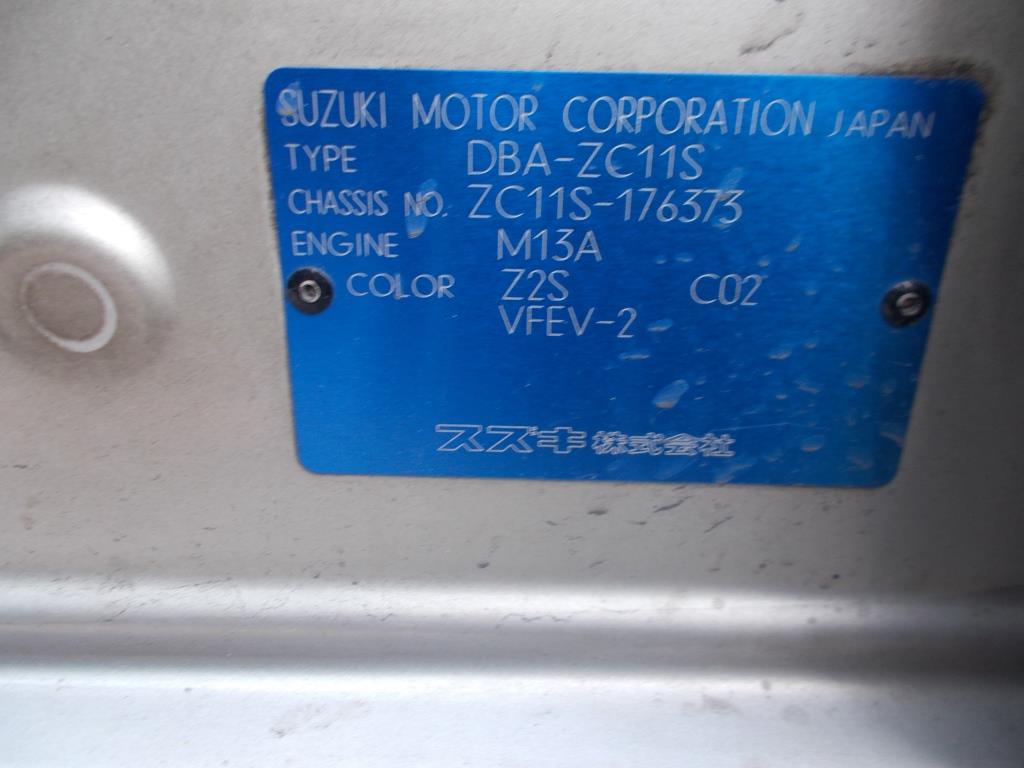 SUZUKI MOTOR CORPORATION JAPAN
TYPE DBA-ZC11S
CHASSIS NO. ZC11S-176373
ENGINE M13A
COLOR Z2S C02
VFEV-2
スズキ株式会社